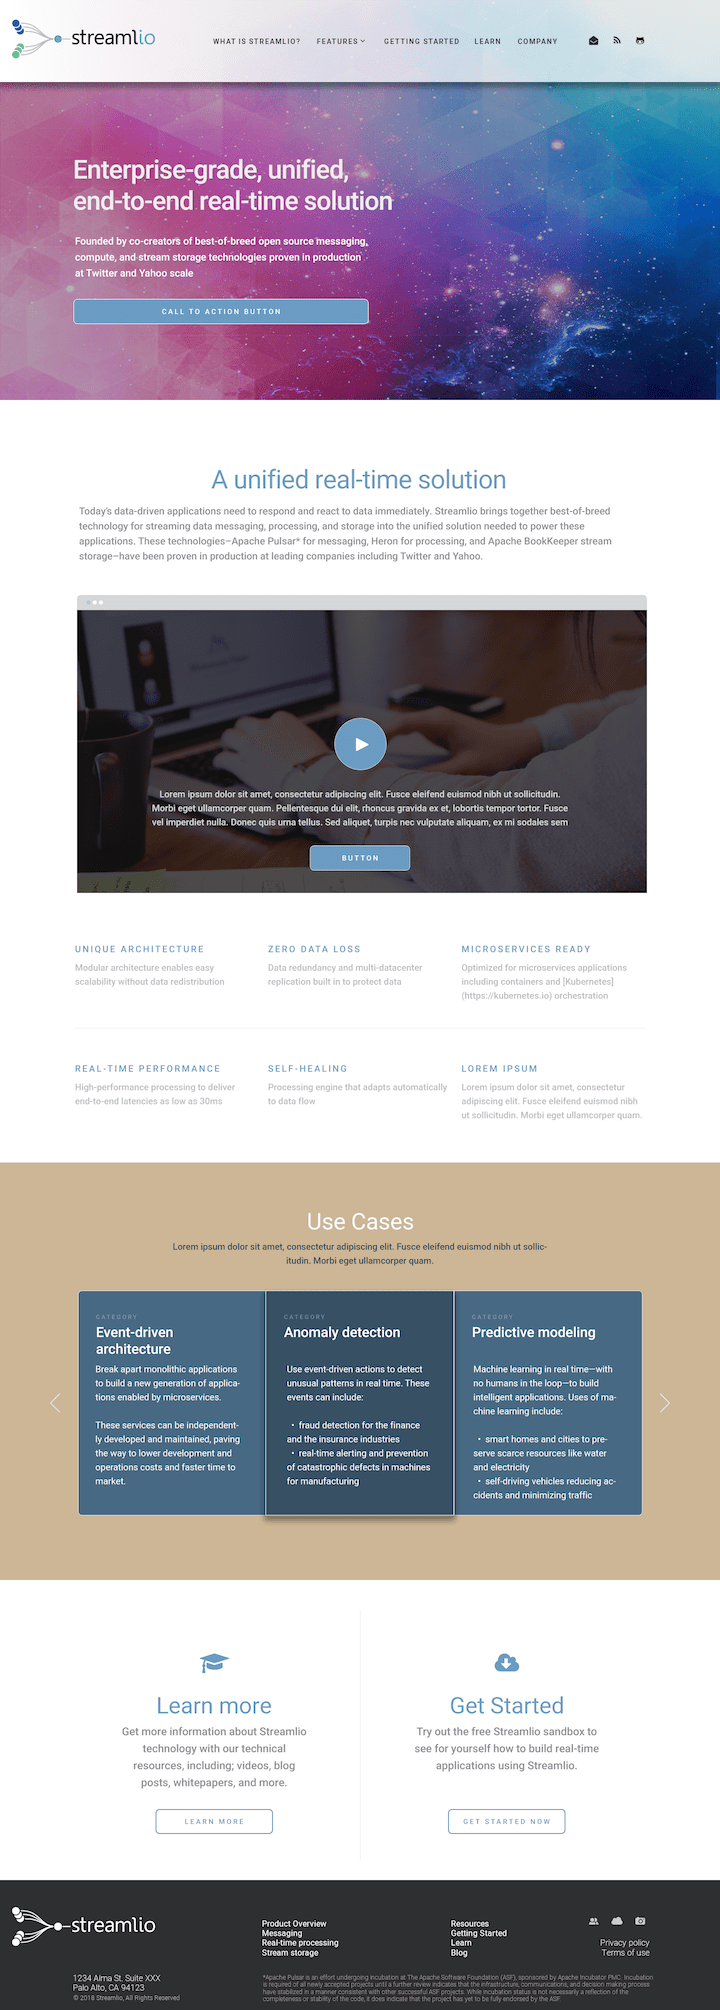 streamlio
WHAT IS STREAMLIO? FEATURES GETTING STARTED LEARN COMPANY
Enterprise-grade, unified,
end-to-end real-time solution
Founded by co-creators of best-of-breed open source messaging,
compute, and stream storage technologies proven in production
at Twitter and Yahoo scale
CALL TO ACTION BUTTON
A unified real-time solution
Today's data-driven applications need to respond and react to data immediately. Streamlio brings together best-of-breed
technology for streaming data messaging, processing, and storage into the unified solution needed to power these
applications. These technologies–Apache Pulsar* for messaging, Heron for processing, and Apache BookKeeper stream
storage–have been proven in production at leading companies including Twitter and Yahoo.
Lorem ipsum dolor sit amet, consectetur adipiscing elit. Fusce eleifend euismod nibh ut sollicitudin.
Morbi eget ullamcorper quam. Pellentesque dui elit, rhoncus gravida ex et, lobortis tempor tortor. Fusce
vel imperdiet nulla. Donec quis urna tellus. Sed aliquet, turpis nec vulputate aliquam, ex mi sodales sem
BUTTON
UNIQUE ARCHITECTURE
Modular architecture enables easy
scalability without data redistribution
ZERO DATA LOSS
Data redundancy and multi-datacenter
replication built in to protect data
MICROSERVICES READY
Optimized for microservices applications
including containers and [Kubernetes]
(https://kubernetes.io) orchestration
REAL-TIME PERFORMANCE
High-performance processing to deliver
end-to-end latencies as low as 30ms
SELF-HEALING
Processing engine that adapts automatically
to data flow
LOREM IPSUM
Lorem ipsum dolor sit amet, consectetur
adipiscing elit. Fusce eleifend euismod nibh
ut sollicitudin. Morbi eget ullamcorper quam.
Use Cases
Lorem ipsum dolor sit amet, consectetur adipiscing elit. Fusce eleifend euismod nibh ut sollic-
itudin. Morbi eget ullamcorper quam.
CATEGORY
Event-driven
architecture
Break apart monolithic applications
to build a new generation of applica-
tions enabled by microservices.
These services can be independent-
ly developed and maintained, paving
the way to lower development and
operations costs and faster time to
market.
CATEGORY
Anomaly detection
Use event-driven actions to detect
unusual patterns in real time. These
events can include:
• fraud detection for the finance
and the insurance industries
• real-time alerting and prevention
of catastrophic defects in machines
for manufacturing
CATEGORY
Predictive modeling
Machine learning in real time—with
no humans in the loop—to build
intelligent applications. Uses of ma-
chine learning include:
• smart homes and cities to pre-
serve scarce resources like water
and electricity
• self-driving vehicles reducing ac-
cidents and minimizing traffic
Learn more
Get more information about Streamlio
technology with our technical
resources, including; videos, blog
posts, whitepapers, and more.
LEARN MORE
Get Started
Try out the free Streamlio sandbox to
see for yourself how to build real-time
applications using Streamlio.
GET STARTED NOW
streamlio
1234 Alma St. Suite XXX
Palo Alto, CA 94123
© 2018 Streamlio, All Rights Reserved
Product Overview
Messaging
Real-time processing
Stream storage
Resources
Getting Started
Learn
Blog
Privacy policy
Terms of use
*Apache Pulsar is an effort undergoing incubation at The Apache Software Foundation (ASF), sponsored by Apache Incubator PMC. Incubation
is required of all newly accepted projects until a further review indicates that the infrastructure, communications, and decision making process
have stabilized in a manner consistent with other successful ASF projects. While incubation status is not necessarily a reflection of the
completeness or stability of the code, it does indicate that the project has yet to be fully endorsed by the ASF.